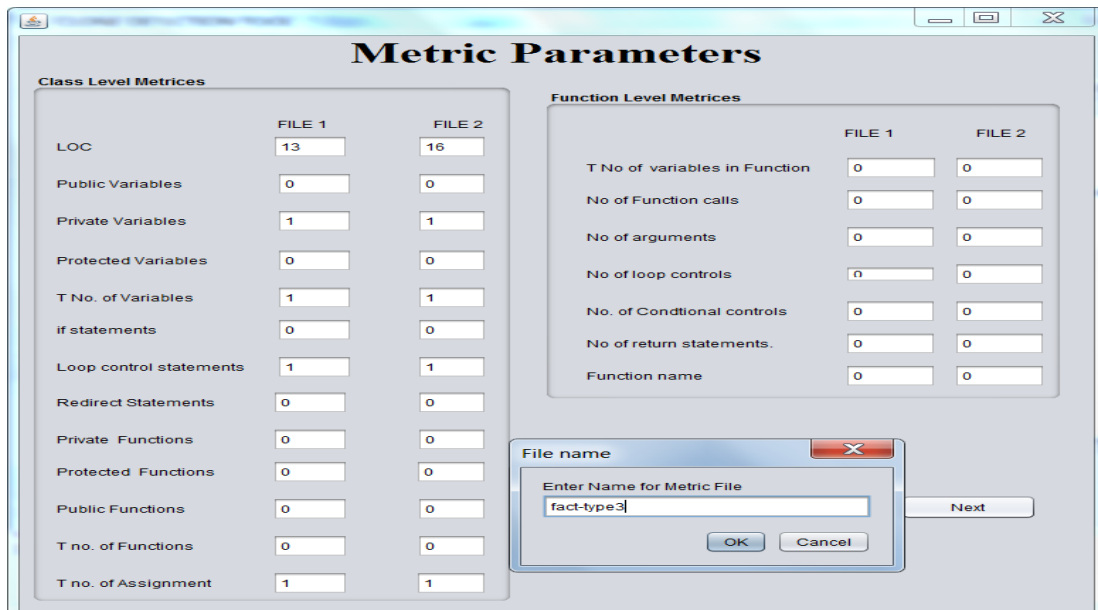 Metric Parameters
Class Level Metrices
FILE 1 FILE 2
LOC 13 16
Public Variables 0 0
Private Variables 1 1
Protected Variables 0 0
T No. of Variables 1 1
if statements 0 0
Loop control statements 1 1
Redirect Statements 0 0
Private Functions 0 0
Protected Functions 0 0
Public Functions 0 0
T no. of Functions 0 0
T no. of Assignment 1 1
Function Level Metrices
FILE 1 FILE 2
T No of variables in Function 0 0
No of Function calls 0 0
No of arguments 0 0
No of loop controls 0 0
No. of Condtional controls 0 0
No of return statements. 0 0
Function name 0 0
File name
Enter Name for Metric File
fact-type3
OK Cancel
Next